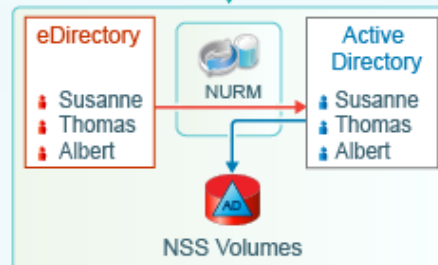 eDirectory
Susanne
Thomas
Albert
NURM
Active
Directory
Susanne
Thomas
Albert
AD
NSS Volumes